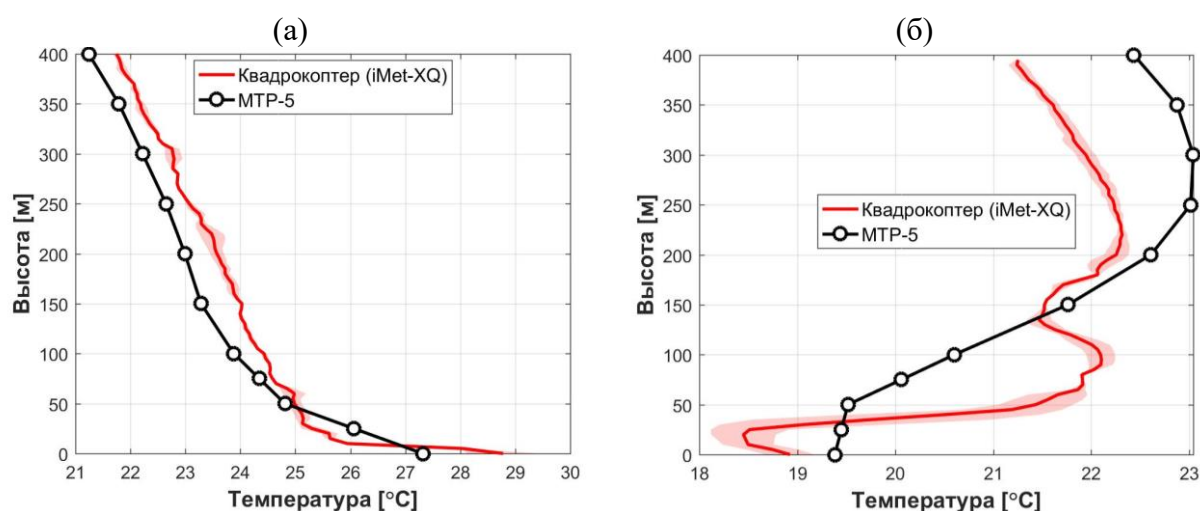 (а)
400
350
300
250
200
150
100
50
0
Высота [м]
Квадрокоптер (iMet-XQ)
МТР-5
21 22 23 24 25 26 27 28 29 30
Температура [°C]
(б)
400
350
300
250
200
150
100
50
0
Высота [м]
Квадрокоптер (iMet-XQ)
МТР-5
18 19 20 21 22 23
Температура [°C]